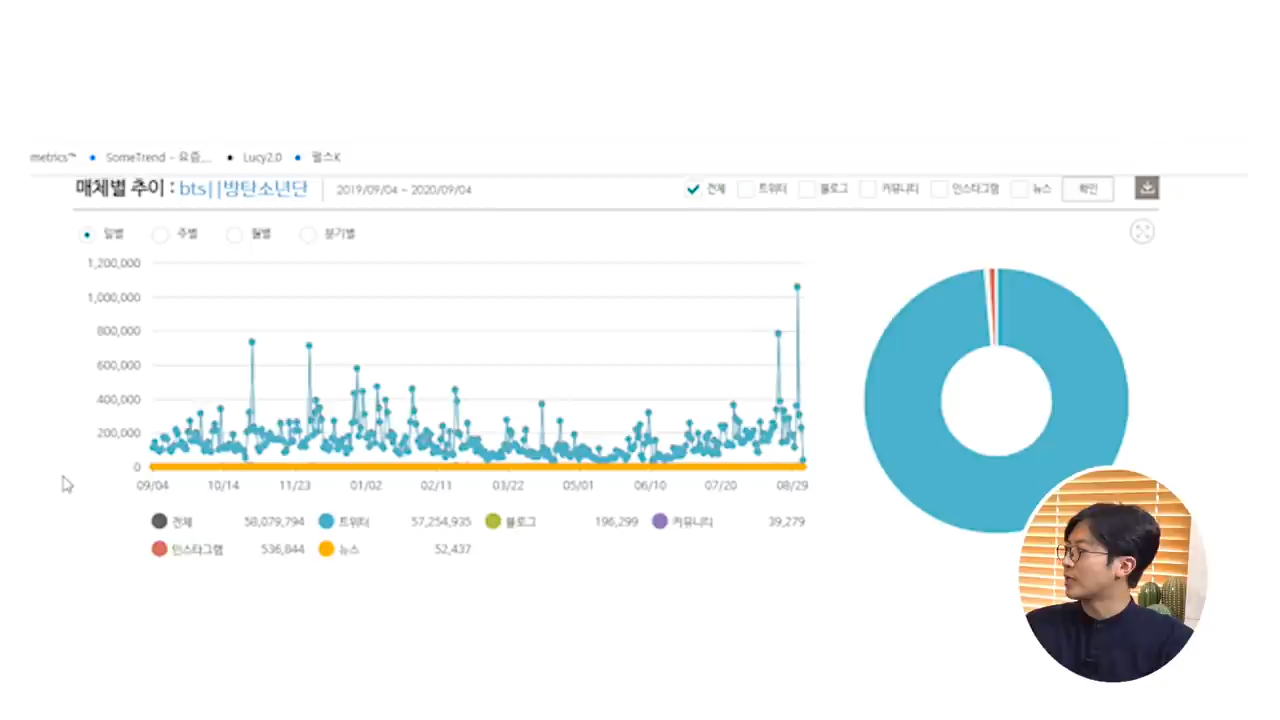 metrics™ SomeTrend - 요즘,... Lucy2.0 펄스K
매체별 추이 : bts||방탄소년단 2019/09/04 ~ 2020/09/04 전체 트위터 블로그 커뮤니티 인스타그램 뉴스 확인
일별 주별 월별 분기별
1,200,000
1,000,000
800,000
600,000
400,000
200,000
0
09/04 10/14 11/23 01/02 02/11 03/22 05/01 06/10 07/20 08/29
전체 58,079,794 트위터 57,254,935 블로그 196,299 커뮤니티 39,279
인스타그램 536,844 뉴스 52,437